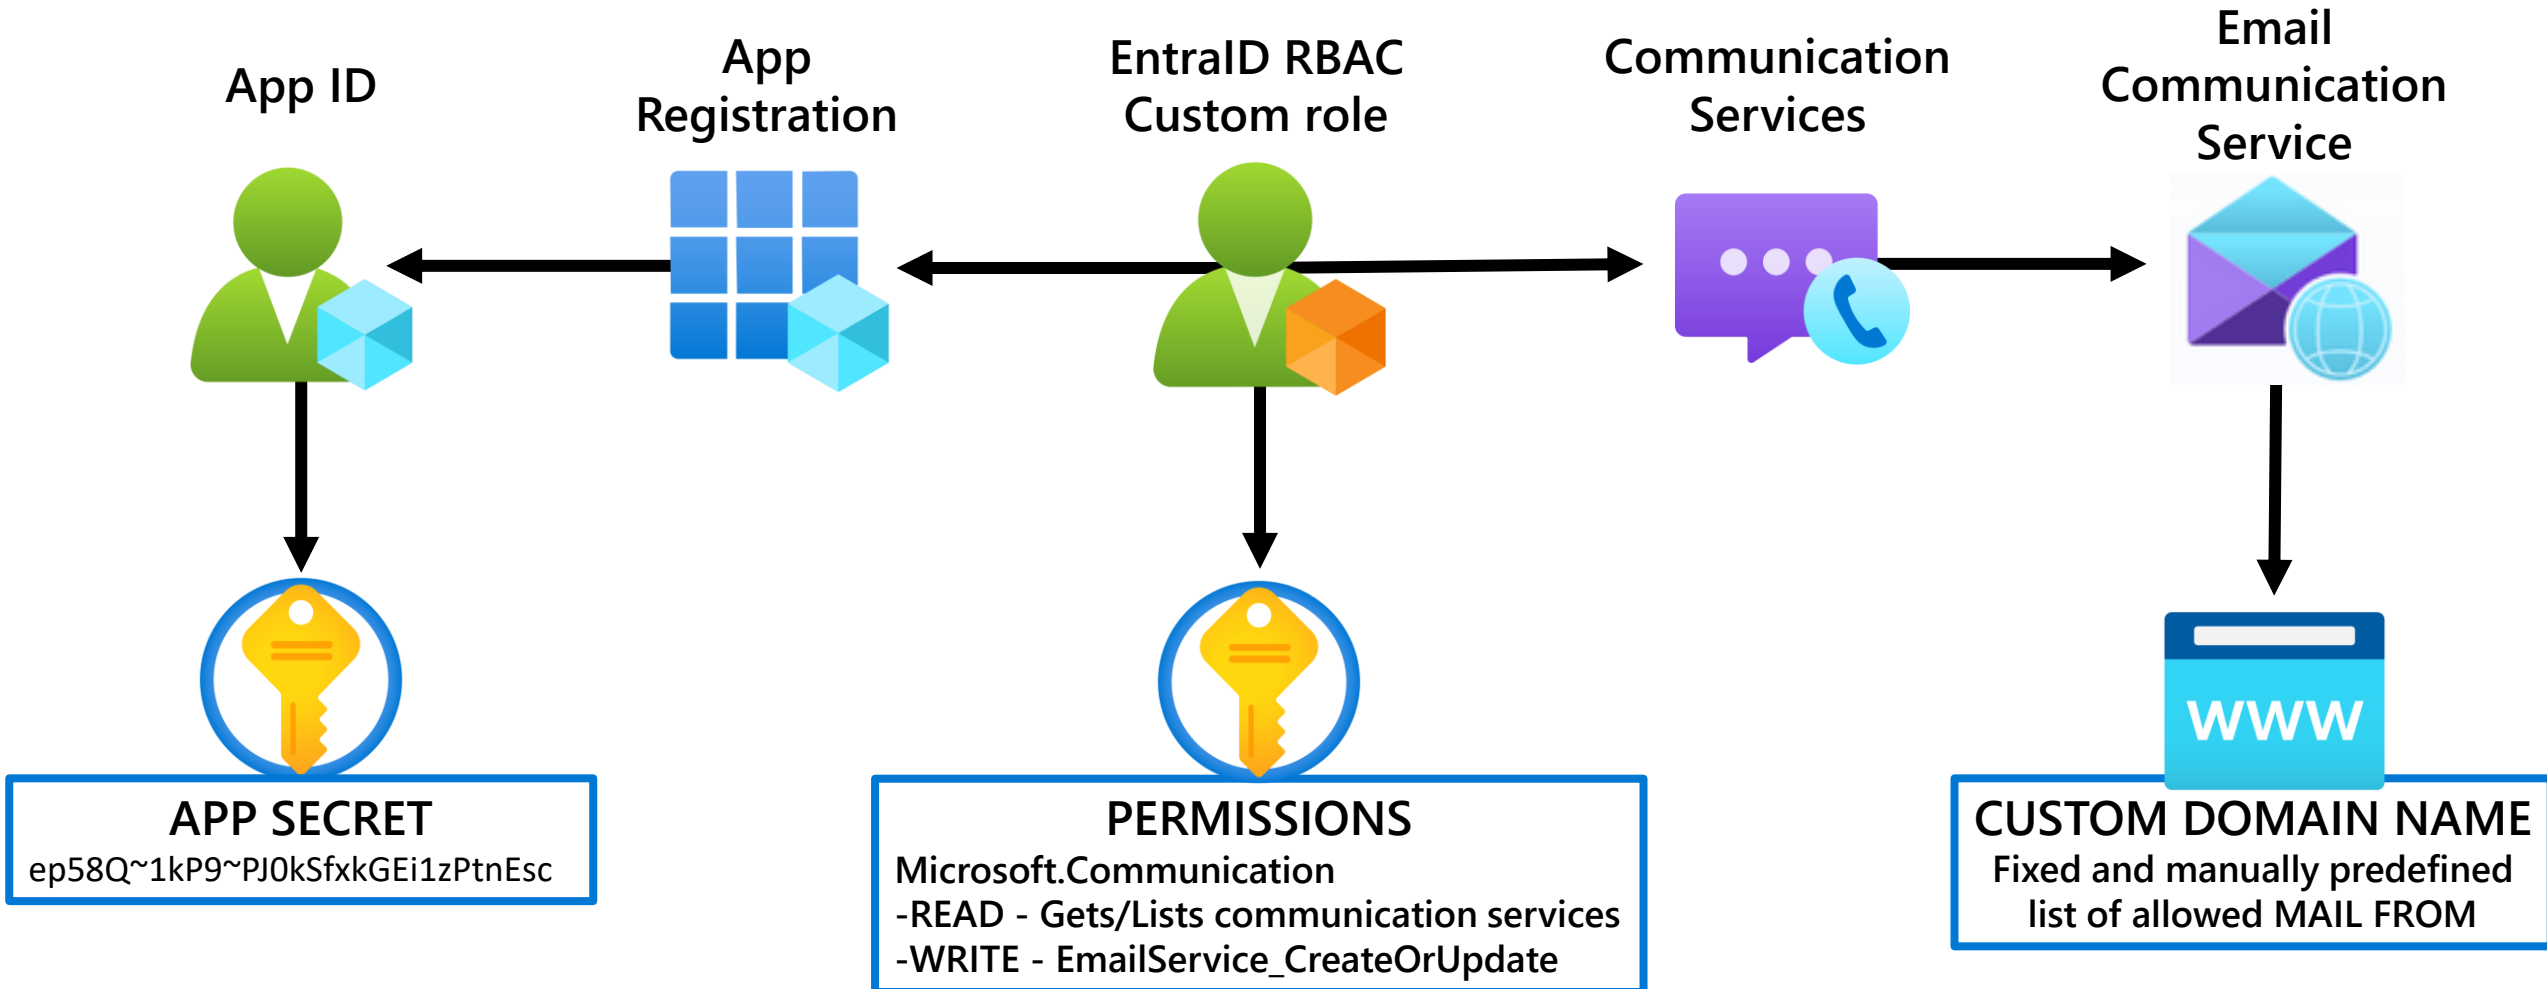 App ID
App
Registration
EntraID RBAC
Custom role
Communication
Services
Email
Communication
Service
APP SECRET
ep58Q~1kP9~PJ0kSfxkGEi1zPtnEsc
PERMISSIONS
Microsoft.Communication
-READ - Gets/Lists communication services
-WRITE - EmailService_CreateOrUpdate
WWW
CUSTOM DOMAIN NAME
Fixed and manually predefined
list of allowed MAIL FROM